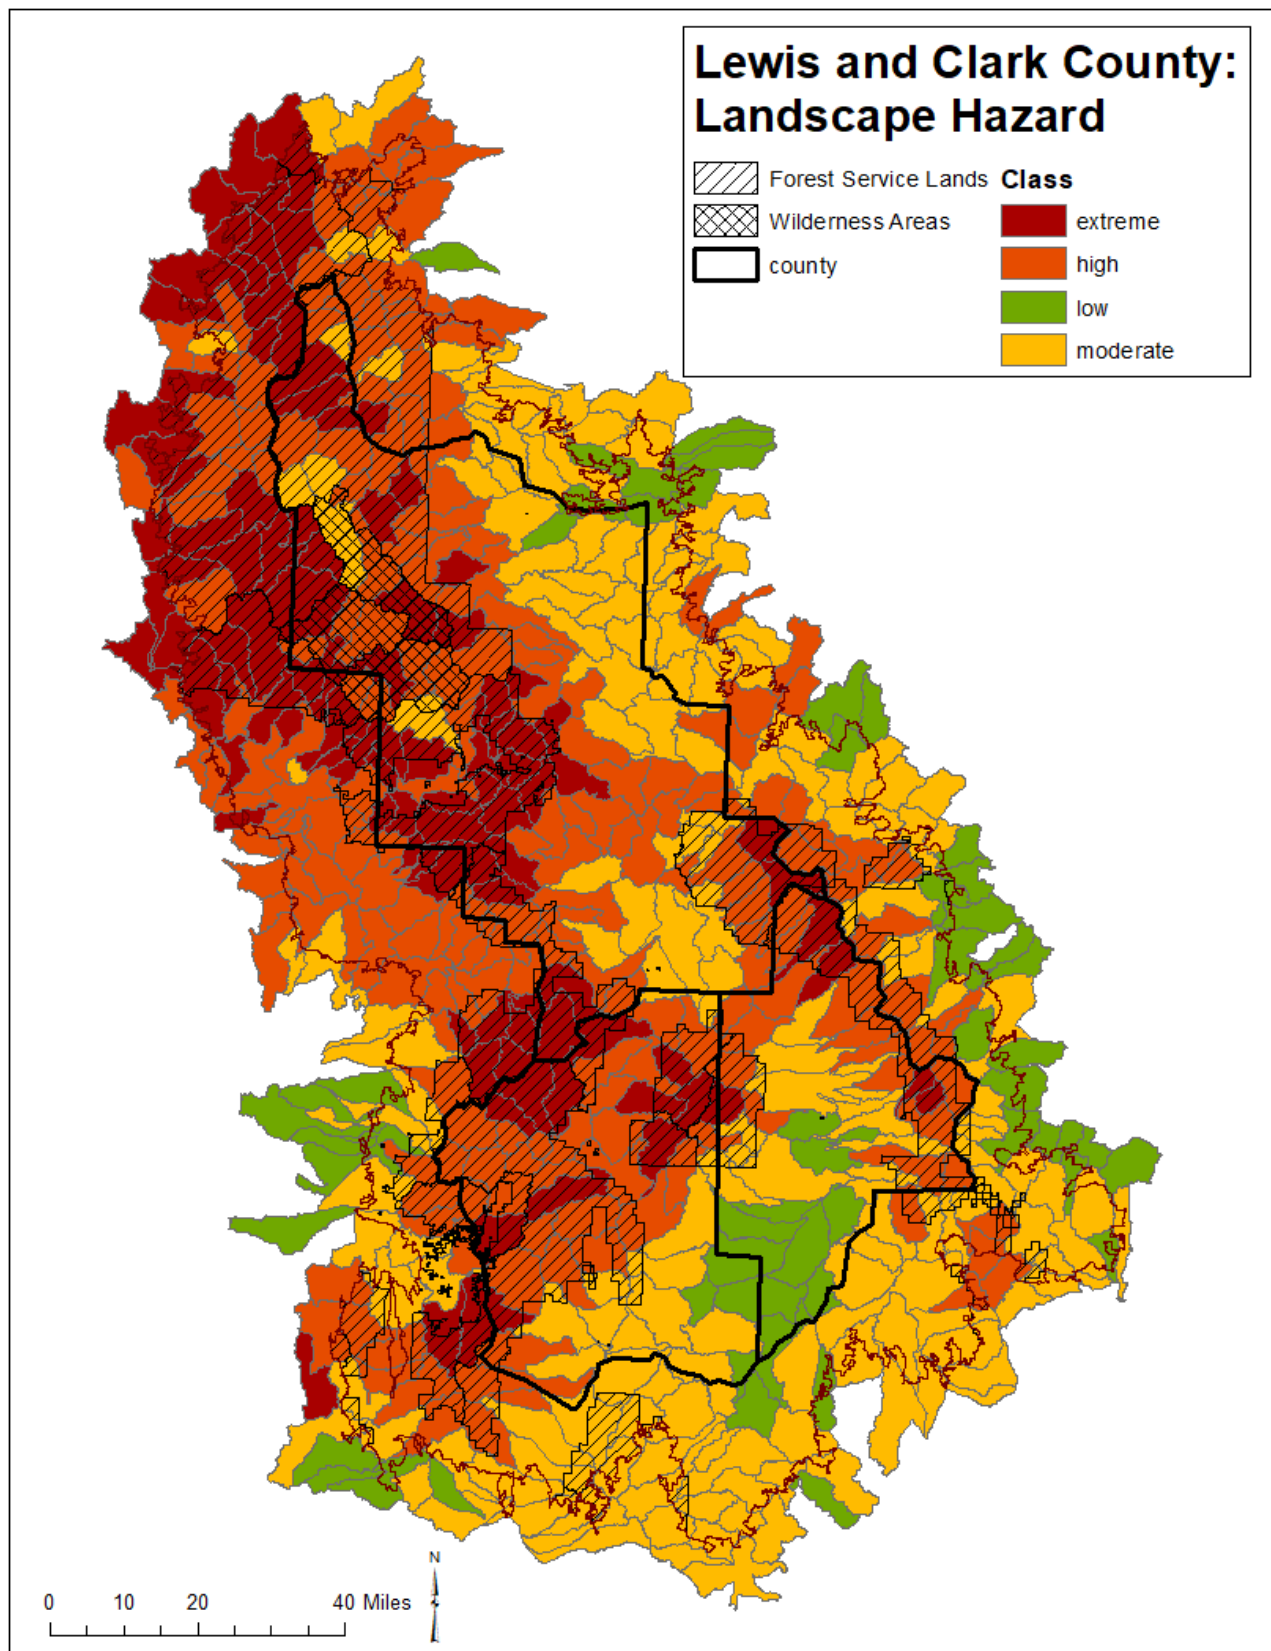 Lewis and Clark County:
Landscape Hazard
Forest Service Lands
Wilderness Areas
county
Class
extreme
high
low
moderate
N
0 10 20 40 Miles